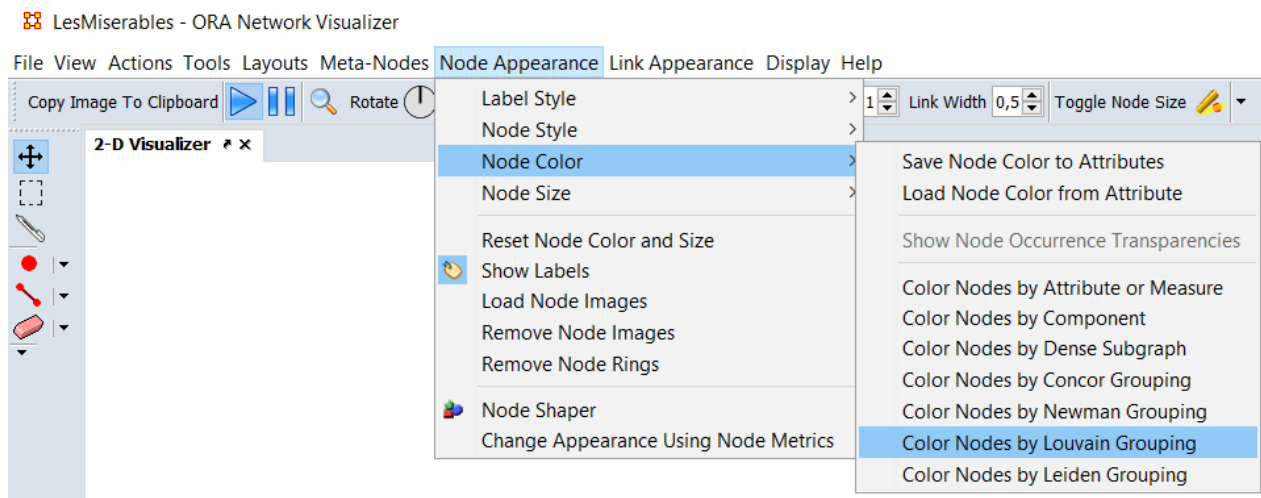 LesMiserables - ORA Network Visualizer
File View Actions Tools Layouts Meta-Nodes Node Appearance Link Appearance Display Help
Copy Image To Clipboard Rotate 1 Link Width 0,5 Toggle Node Size
2-D Visualizer
Label Style
Node Style
Node Color
Node Size
Reset Node Color and Size
Show Labels
Load Node Images
Remove Node Images
Remove Node Rings
Node Shaper
Change Appearance Using Node Metrics
Save Node Color to Attributes
Load Node Color from Attribute
Show Node Occurrence Transparencies
Color Nodes by Attribute or Measure
Color Nodes by Component
Color Nodes by Dense Subgraph
Color Nodes by Concor Grouping
Color Nodes by Newman Grouping
Color Nodes by Louvain Grouping
Color Nodes by Leiden Grouping